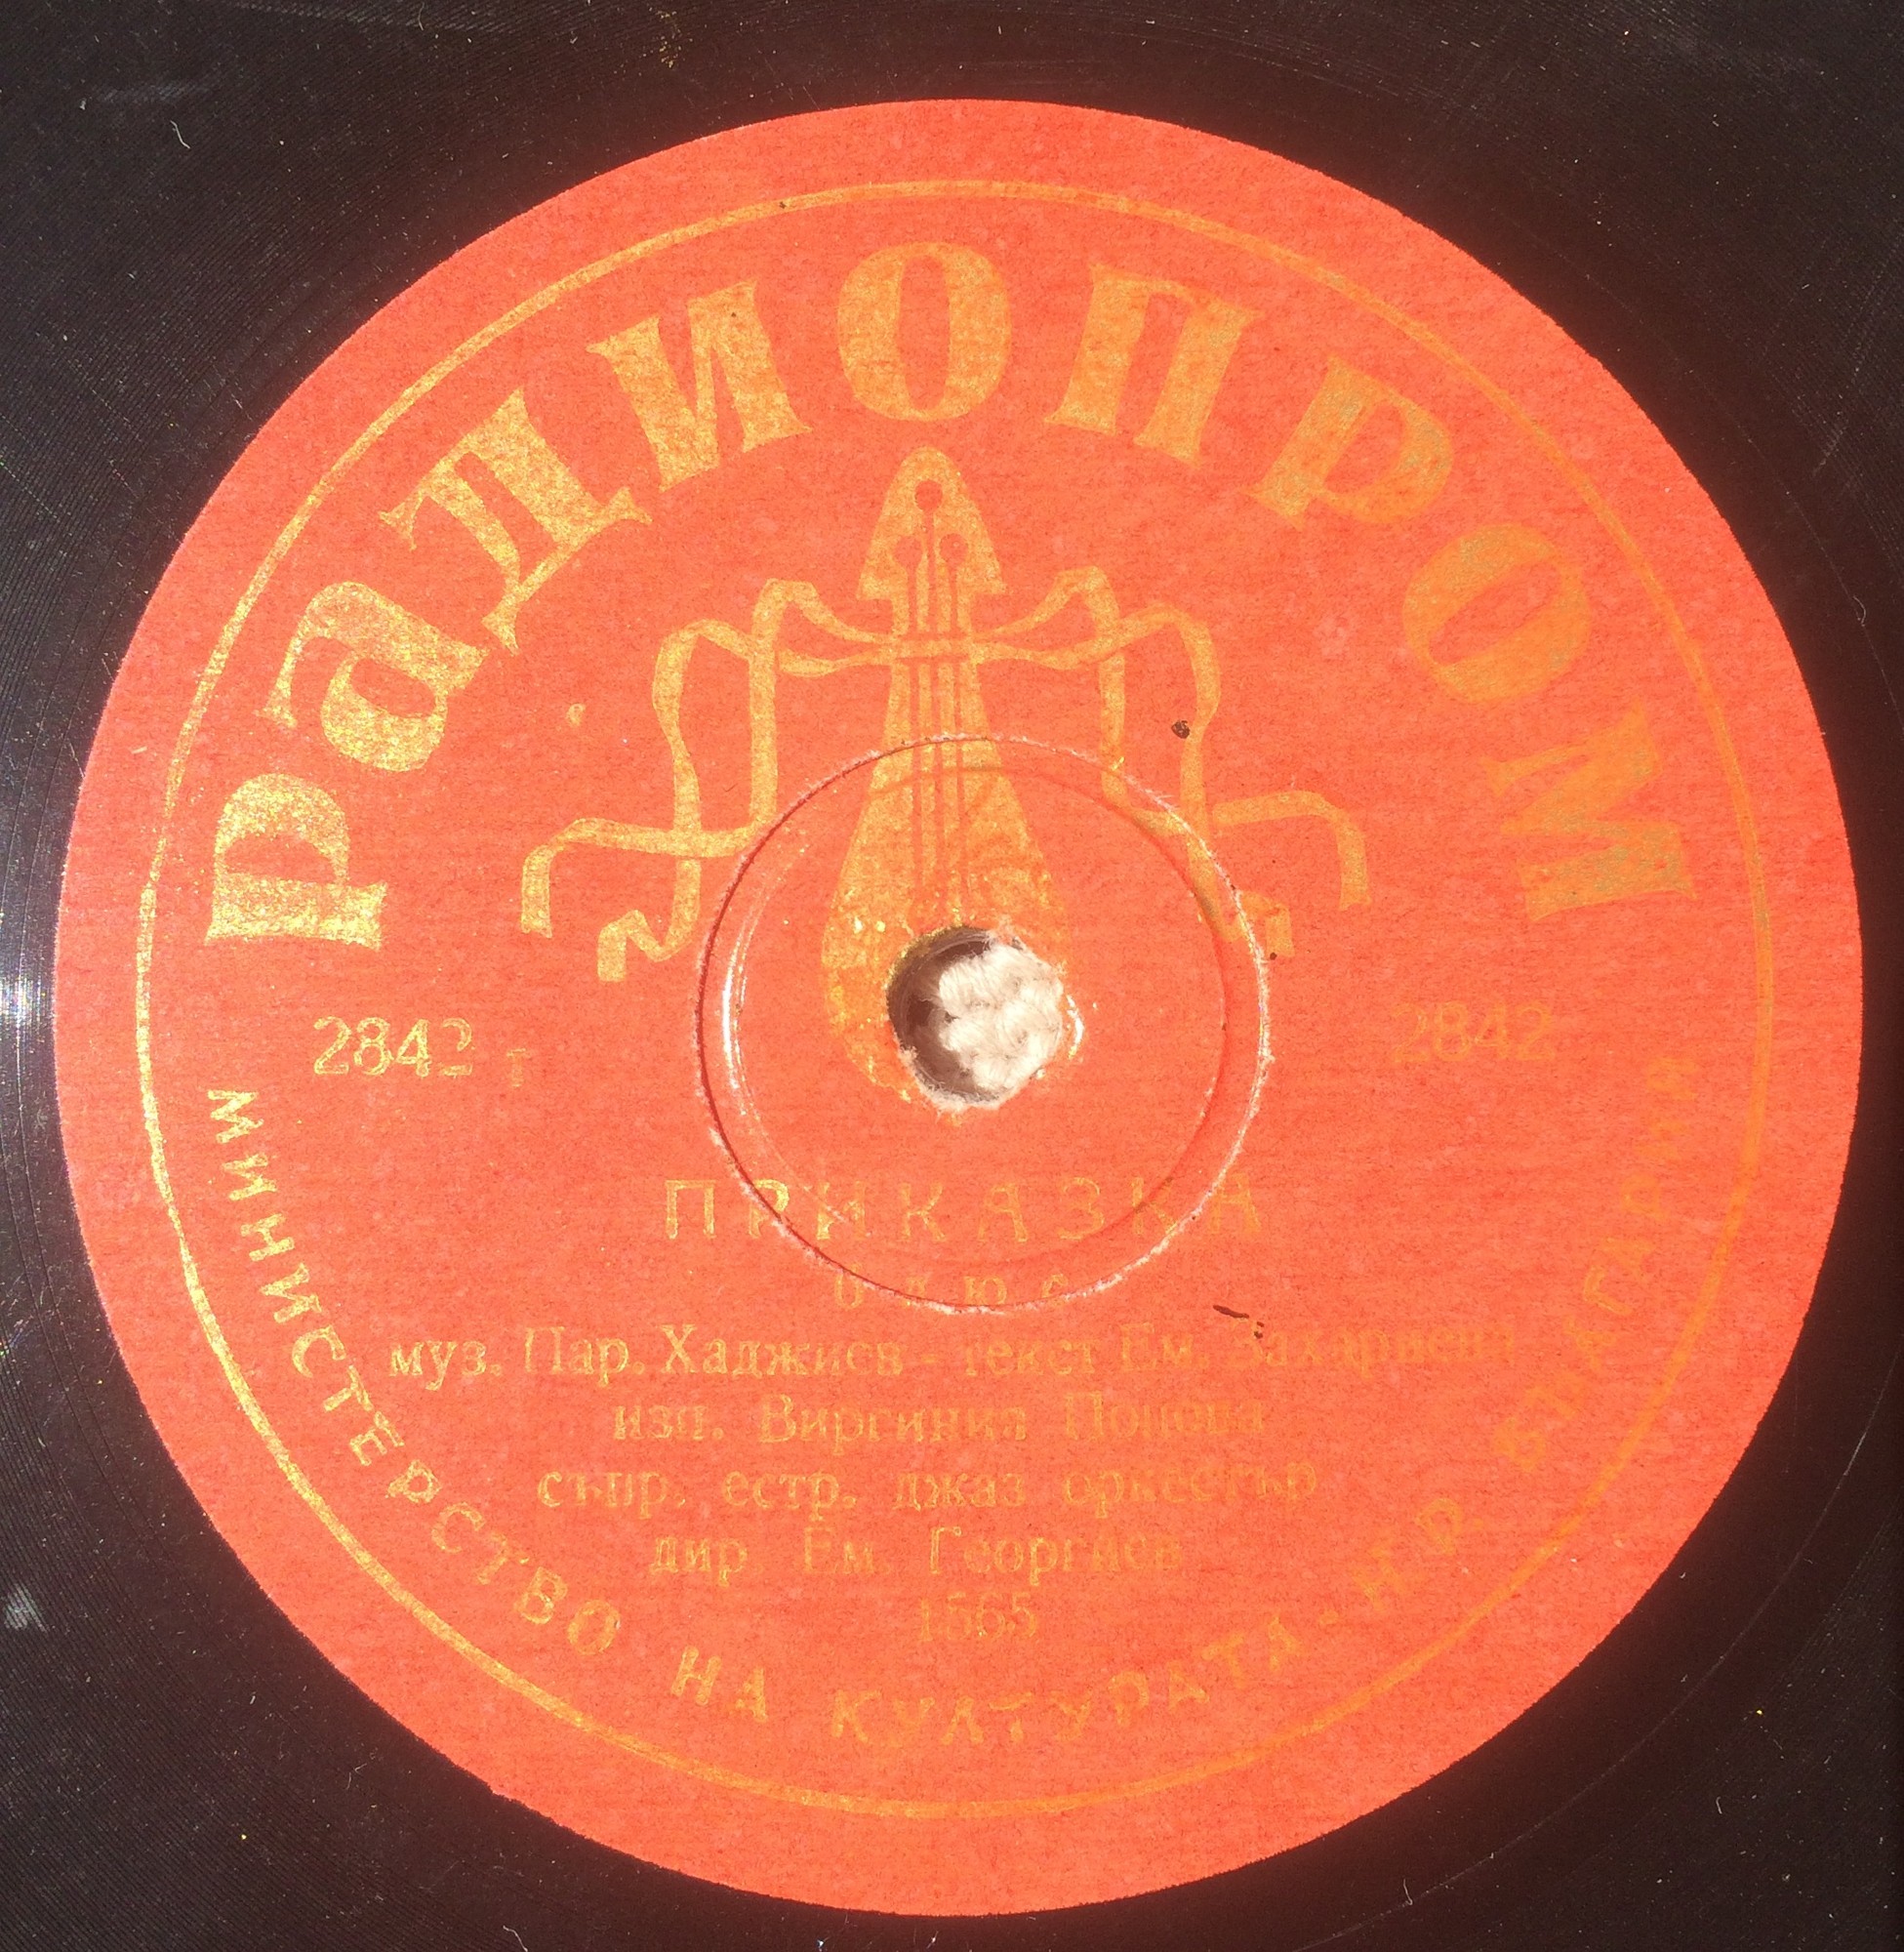 Радиопром
2842 т
2842
ПРИКАЗКА
блюс
муз. Пар. Хаджиев - текст Ем. Захариева
изп. Виргиния Попова
съпр. естр. джаз оркестър
дир. Ем. Георгиев
1565
МИНИСТЕРСТВО НА КУЛТУРАТА - Н.Р. БЪЛГАРИЯ